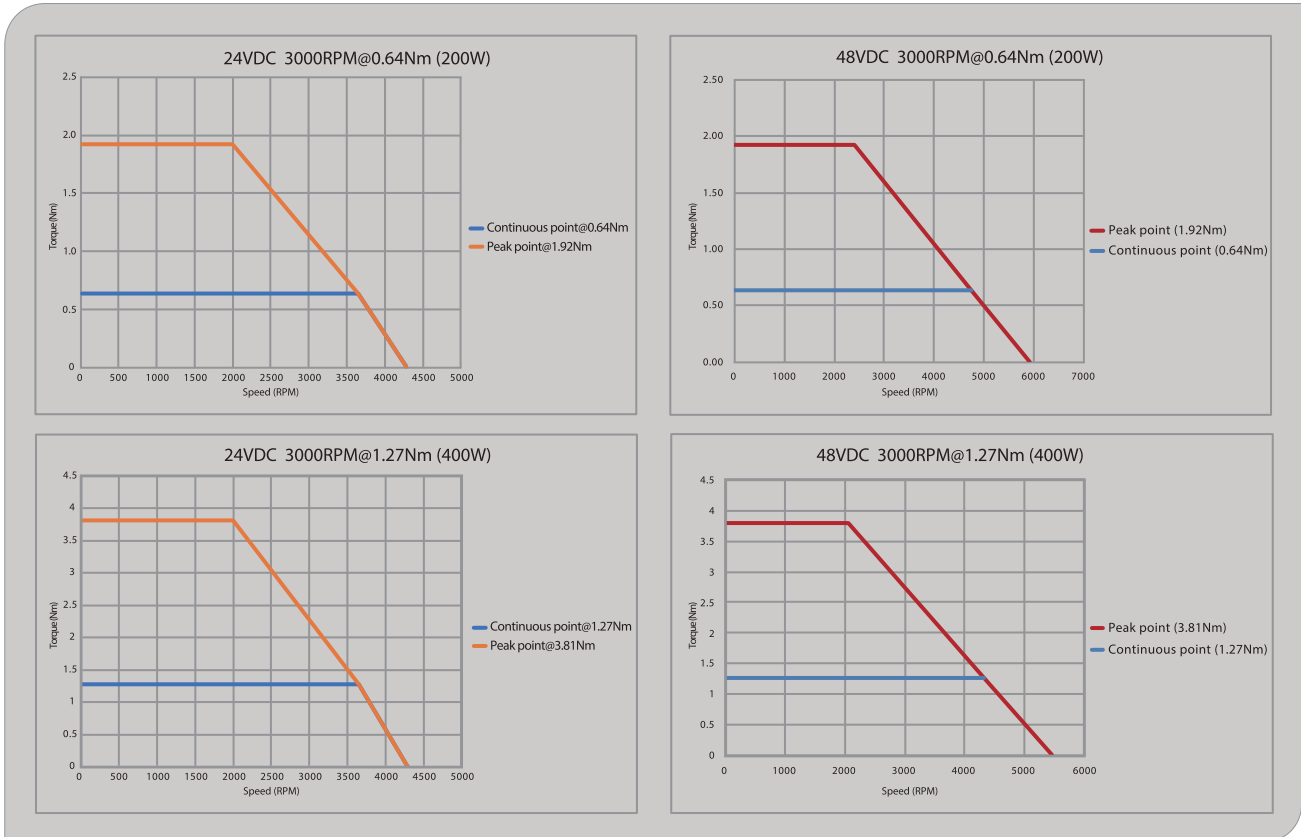 24VDC 3000RPM@0.64Nm (200W)
2.5
2.0
1.5
1.0
0.5
0
Torque(Nm)
0 500 1000 1500 2000 2500 3000 3500 4000 4500 5000
Speed (RPM)
Continuous point@0.64Nm
Peak point@1.92Nm
48VDC 3000RPM@0.64Nm (200W)
2.50
2.00
1.50
1.00
0.50
0.00
Torque(Nm)
0 1000 2000 3000 4000 5000 6000 7000
Speed (RPM)
Peak point (1.92Nm)
Continuous point (0.64Nm)
24VDC 3000RPM@1.27Nm (400W)
4.5
4
3.5
3
2.5
2
1.5
1
0.5
0
Torque(Nm)
0 500 1000 1500 2000 2500 3000 3500 4000 4500 5000
Speed (RPM)
Continuous point@1.27Nm
Peak point@3.81Nm
48VDC 3000RPM@1.27Nm (400W)
4.5
4
3.5
3
2.5
2
1.5
1
0.5
0
Torque(Nm)
0 1000 2000 3000 4000 5000 6000
Speed (RPM)
Peak point (3.81Nm)
Continuous point (1.27Nm)